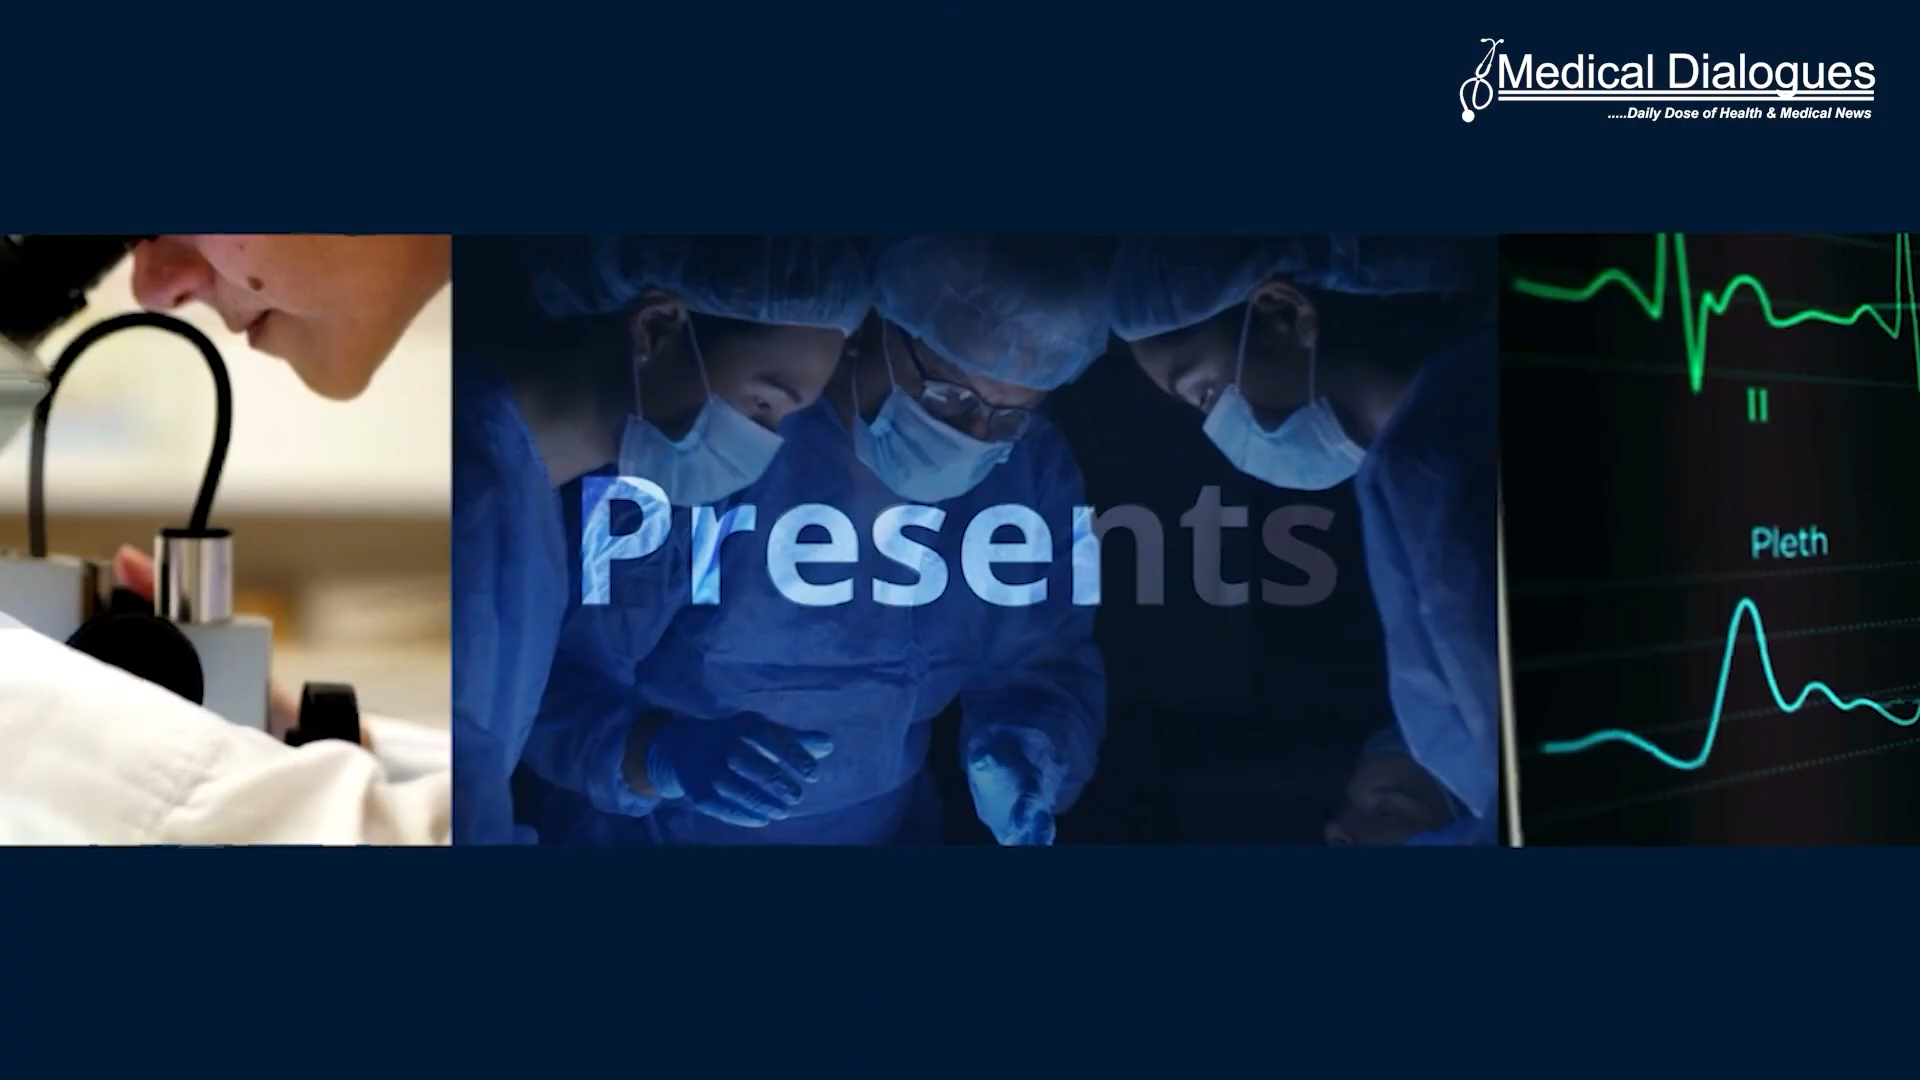 Medical Dialogues
.....Daily Dose of Health & Medical News
Presents
II
Pleth